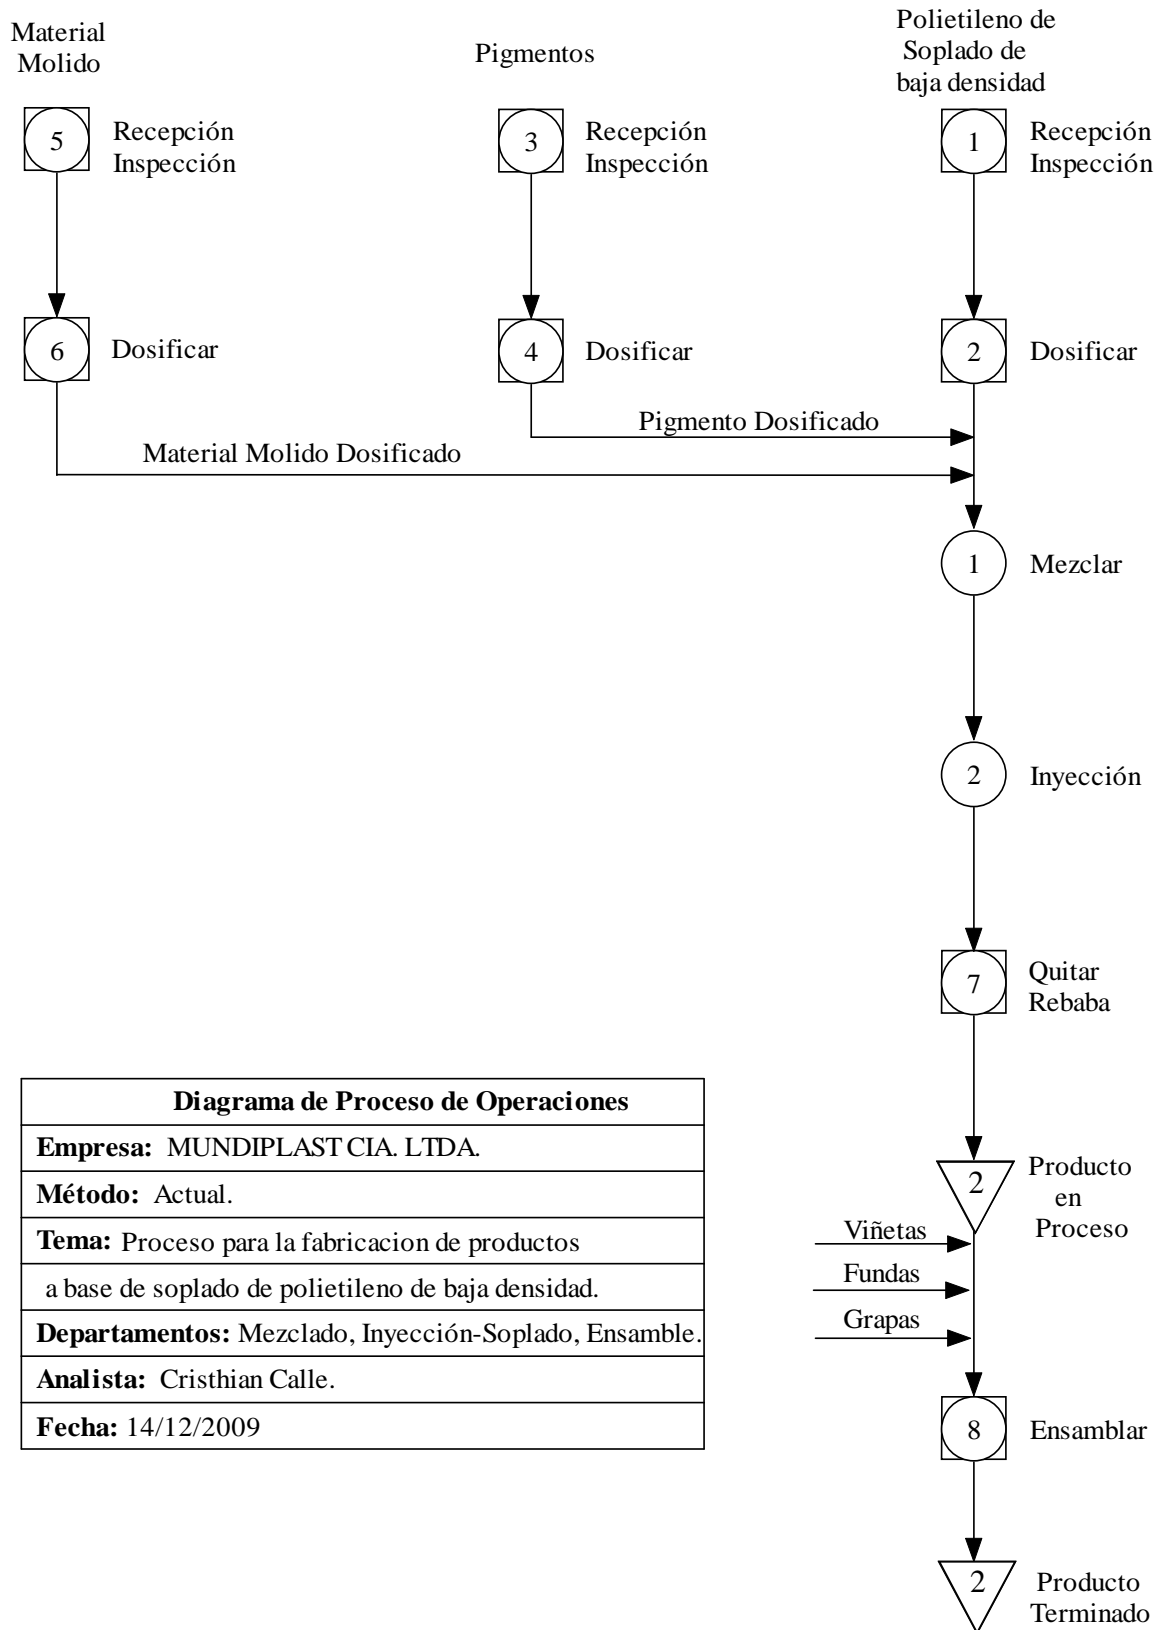 Material
Molido
Pigmentos
Polietileno de
Soplado de
baja densidad
5
Recepción
Inspección
3
Recepción
Inspección
1
Recepción
Inspección
6
Dosificar
4
Dosificar
2
Dosificar
Pigmento Dosificado
Material Molido Dosificado
1
Mezclar
2
Inyección
7
Quitar
Rebaba
2
Producto
en
Proceso
Viñetas
Fundas
Grapas
8
Ensamblar
2
Producto
Terminado
Diagrama de Proceso de Operaciones
Empresa: MUNDIPLAST CIA. LTDA.
Método: Actual.
Tema: Proceso para la fabricacion de productos
a base de soplado de polietileno de baja densidad.
Departamentos: Mezclado, Inyección-Soplado, Ensamble.
Analista: Cristhian Calle.
Fecha: 14/12/2009